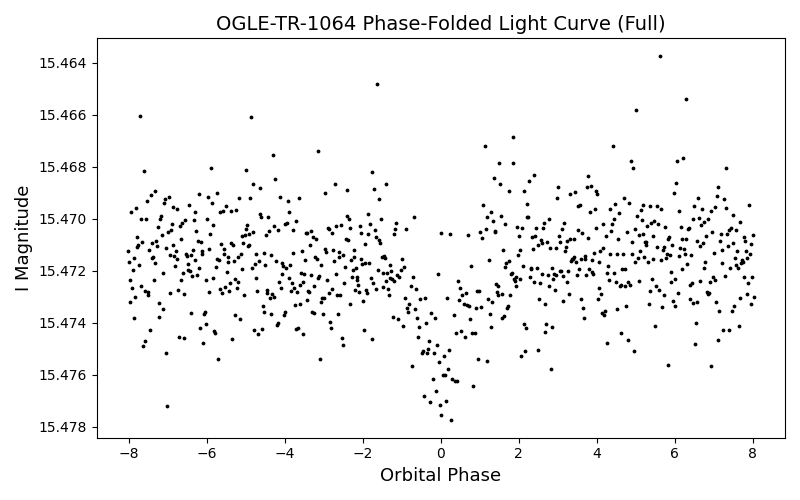 OGLE-TR-1064 Phase-Folded Light Curve (Full)
15.464
15.466
15.468
15.470
15.472
15.474
15.476
15.478
I Magnitude
−8 −6 −4 −2 0 2 4 6 8
Orbital Phase